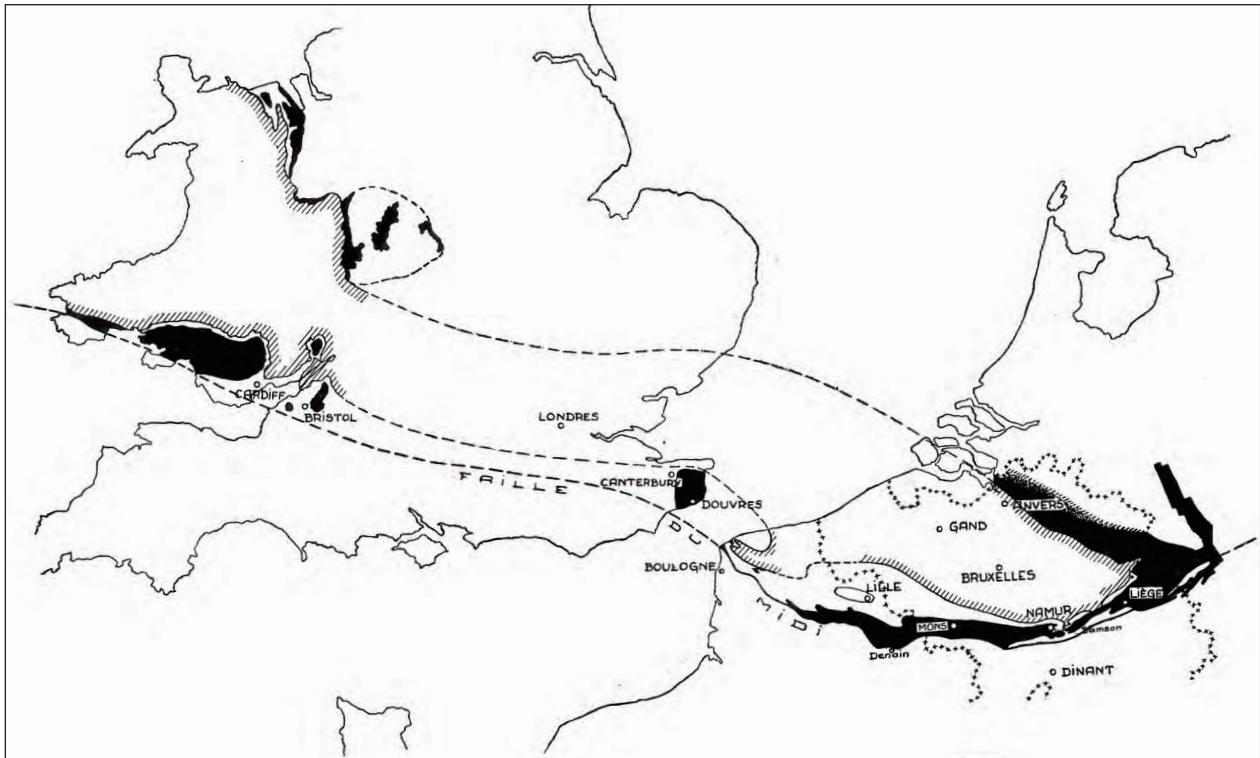 CARDIFF
BRISTOL
LONDRES
FAILLE DU MIDI
CANTERBURY
DOUVRES
BOULOGNE
ANVERS
GAND
BRUXELLES
LILLE
LIÈGE
NAMUR
MONS
Samson
Denain
DINANT